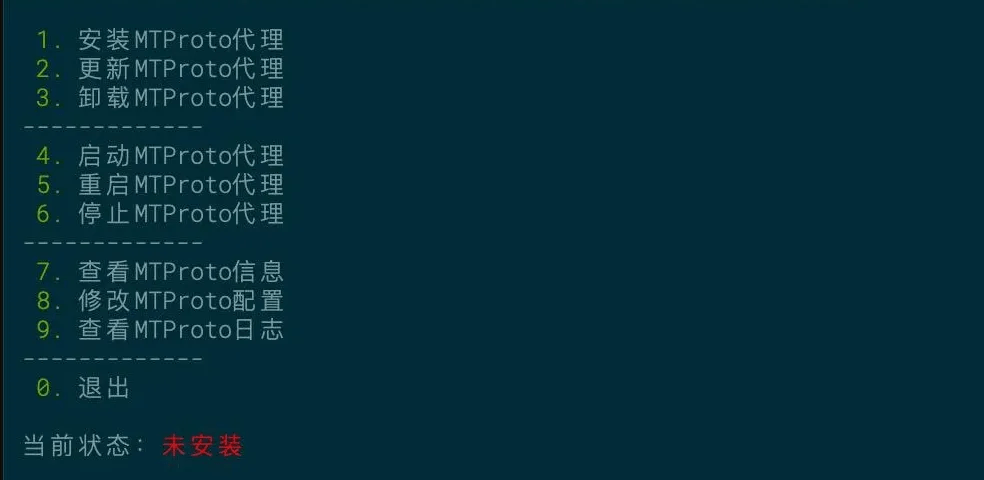 1. 安装MTProto代理
2. 更新MTProto代理
3. 卸载MTProto代理
-------------
4. 启动MTProto代理
5. 重启MTProto代理
6. 停止MTProto代理
-------------
7. 查看MTProto信息
8. 修改MTProto配置
9. 查看MTProto日志
-------------
0. 退出
当前状态: 未安装